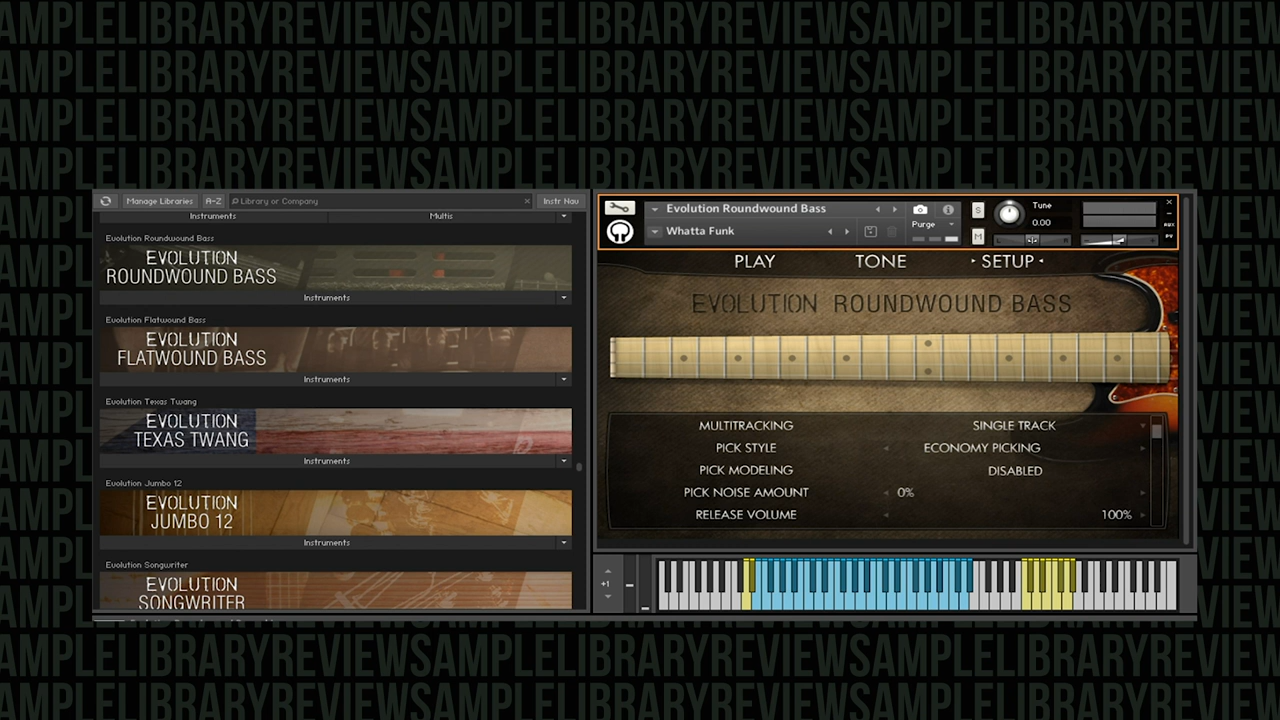 SAMPLELIBRARYREVIEWSAMPLELIBRARYREVIEWSAMPLELIBRARYREVIEW
Manage Libraries A-Z Library or Company × Instr Nav
Instruments Multis
Evolution Roundwound Bass
EVOLUTION
ROUNDWOUND BASS
Instruments
Evolution Flatwound Bass
EVOLUTION
FLATWOUND BASS
Instruments
Evolution Texas Twang
EVOLUTION
TEXAS TWANG
Instruments
Evolution Jumbo 12
EVOLUTION
JUMBO 12
Instruments
Evolution Songwriter
EVOLUTION
SONGWRITER
Evolution Roundwound Bass
Whatta Funk
Purge
S
M
Tune
0.00
L R
×
AUX
PV
PLAY TONE SETUP
EVOLUTION ROUNDWOUND BASS
MULTITRACKING SINGLE TRACK
PICK STYLE ECONOMY PICKING
PICK MODELING DISABLED
PICK NOISE AMOUNT 0%
RELEASE VOLUME 100%
+1